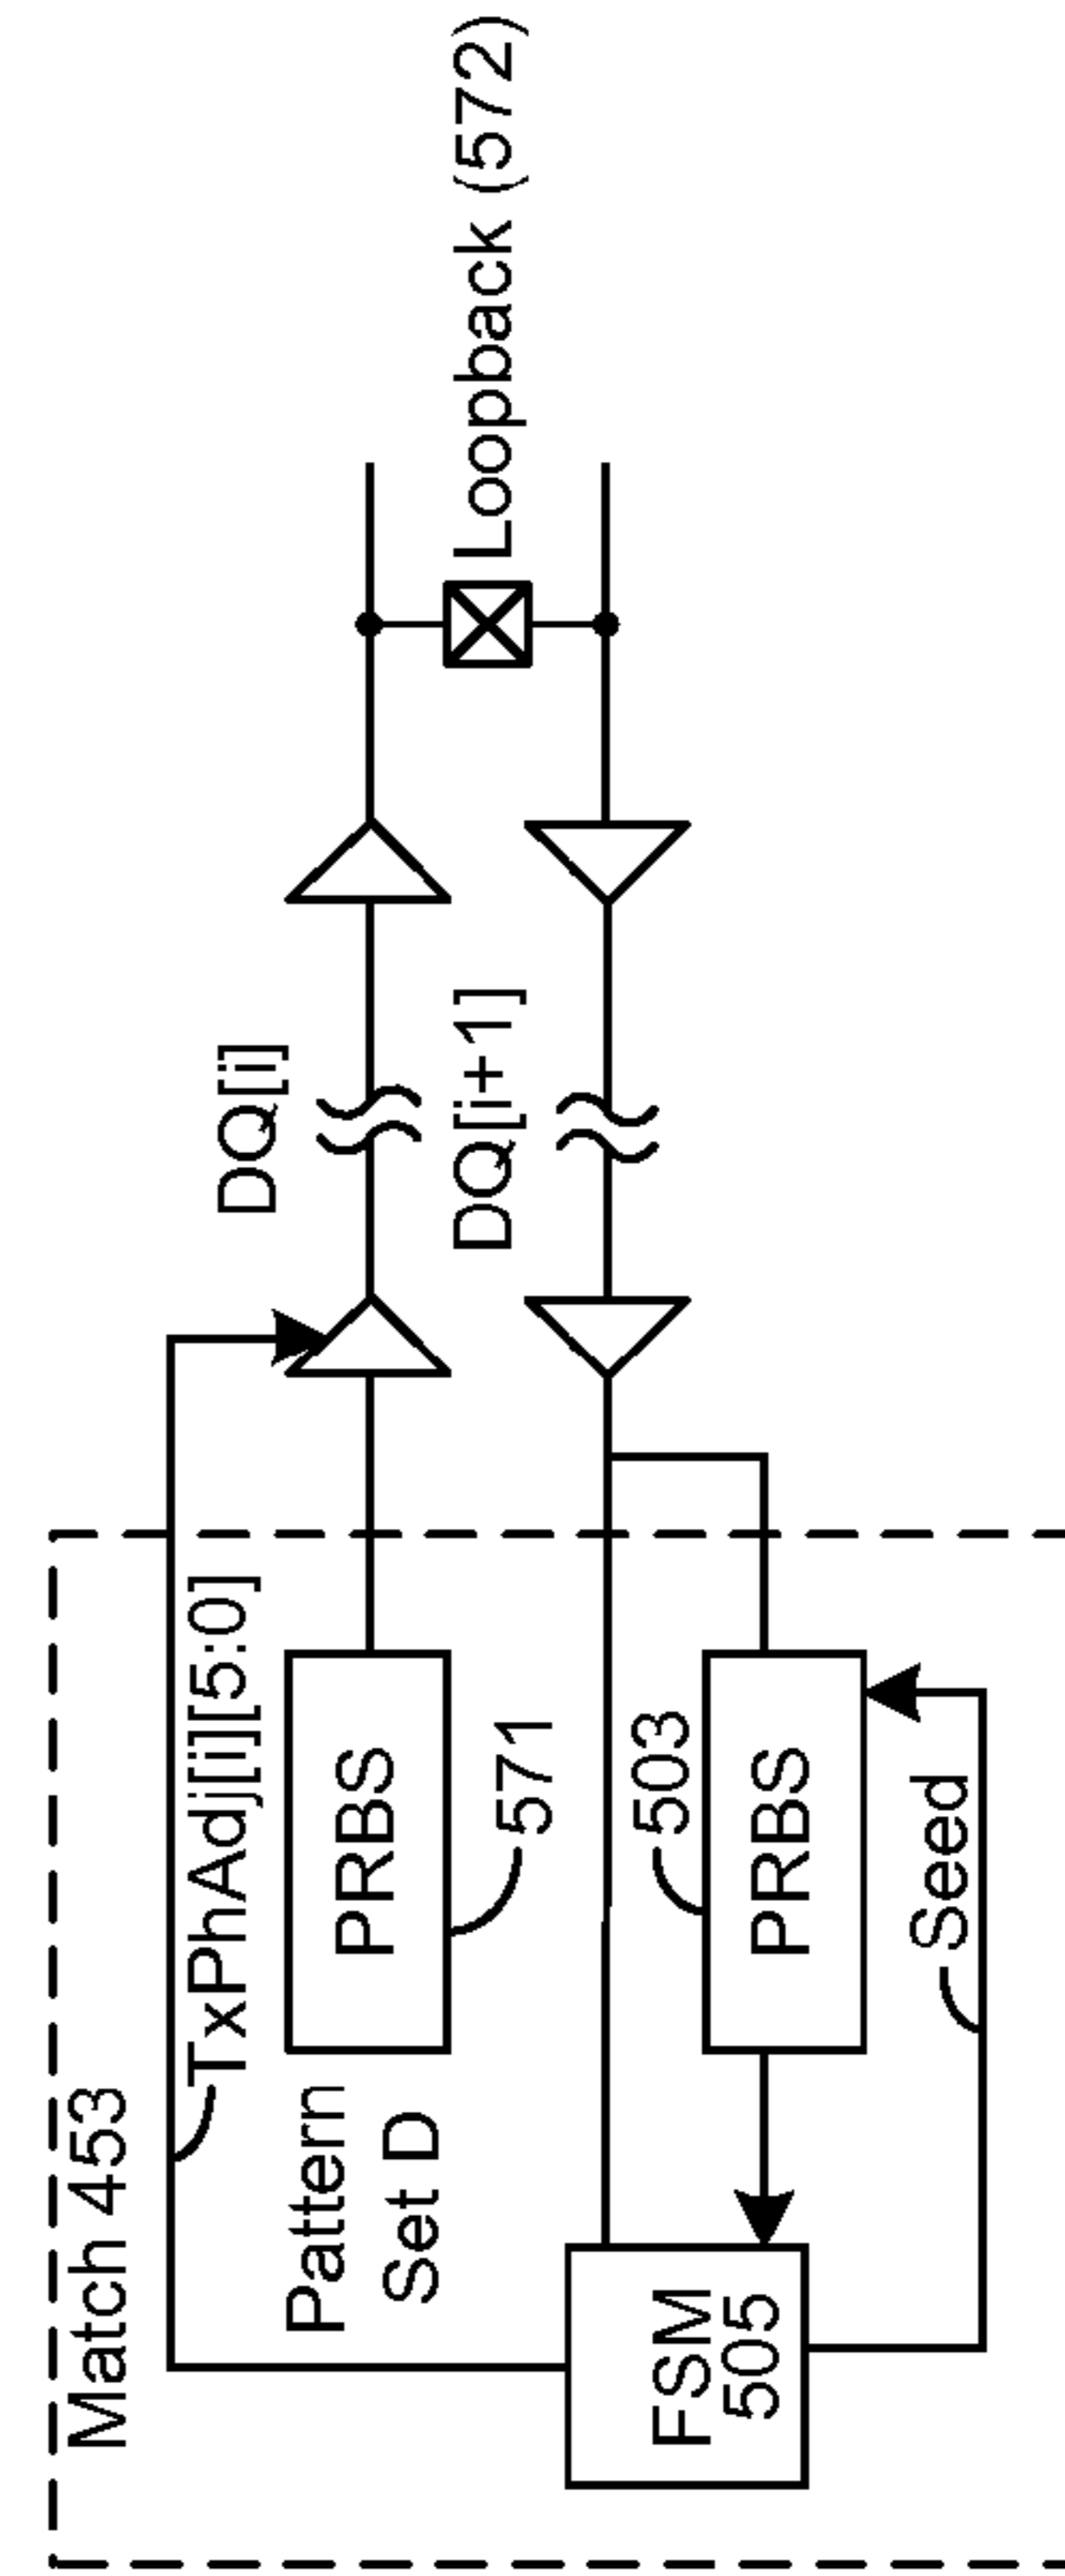 Match 453
TxPhAdj[i][5:0]
DQ[i]
Pattern
Set D
PRBS
571
DQ[i+1]
Loopback (572)
FSM
505
503
PRBS
Seed